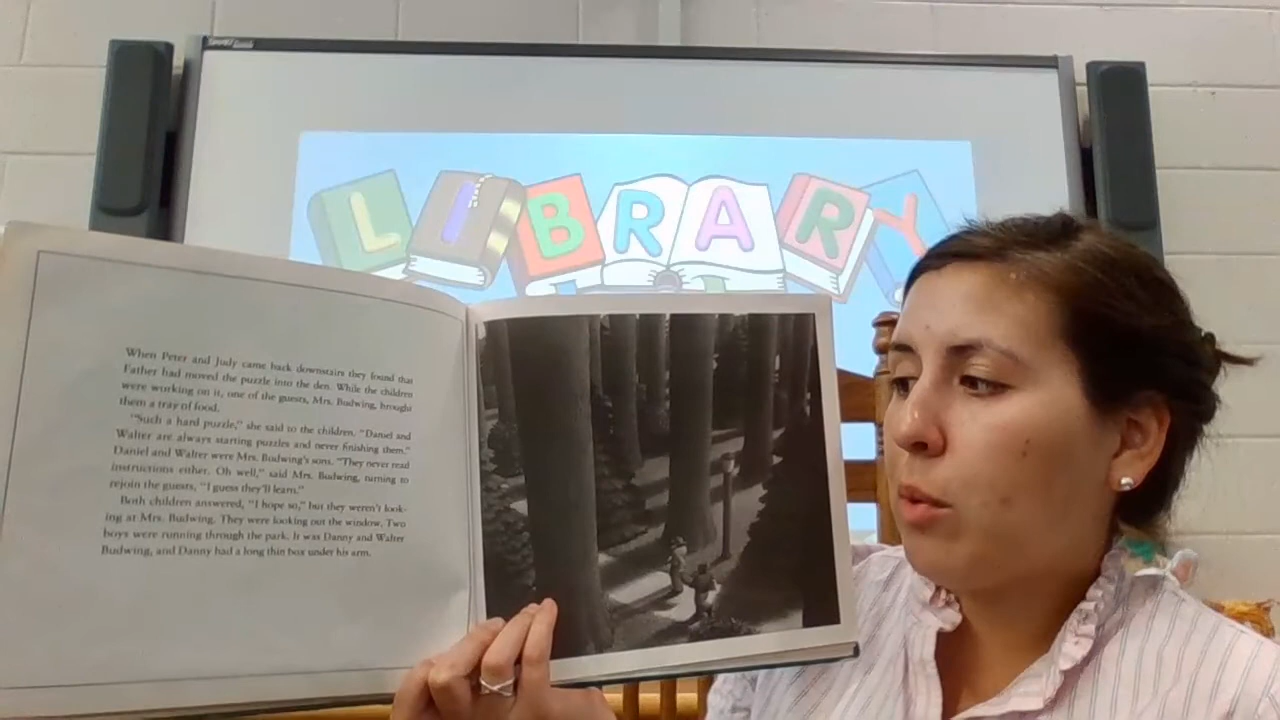 LIBRARY
When Peter and Judy came back downstairs they found that
Father had moved the puzzle into the den. While the children
were working on it, one of the guests, Mrs. Budwing, brought
them a tray of food.
"Such a hard puzzle," she said to the children. "Daniel and
Walter are always starting puzzles and never finishing them."
Daniel and Walter were Mrs. Budwing's sons. "They never read
instructions either. Oh well," said Mrs. Budwing, turning to
rejoin the guests, "I guess they'll learn."
Both children answered, "I hope so," but they weren't look-
ing at Mrs. Budwing. They were looking out the window. Two
boys were running through the park. It was Danny and Walter
Budwing, and Danny had a long thin box under his arm.